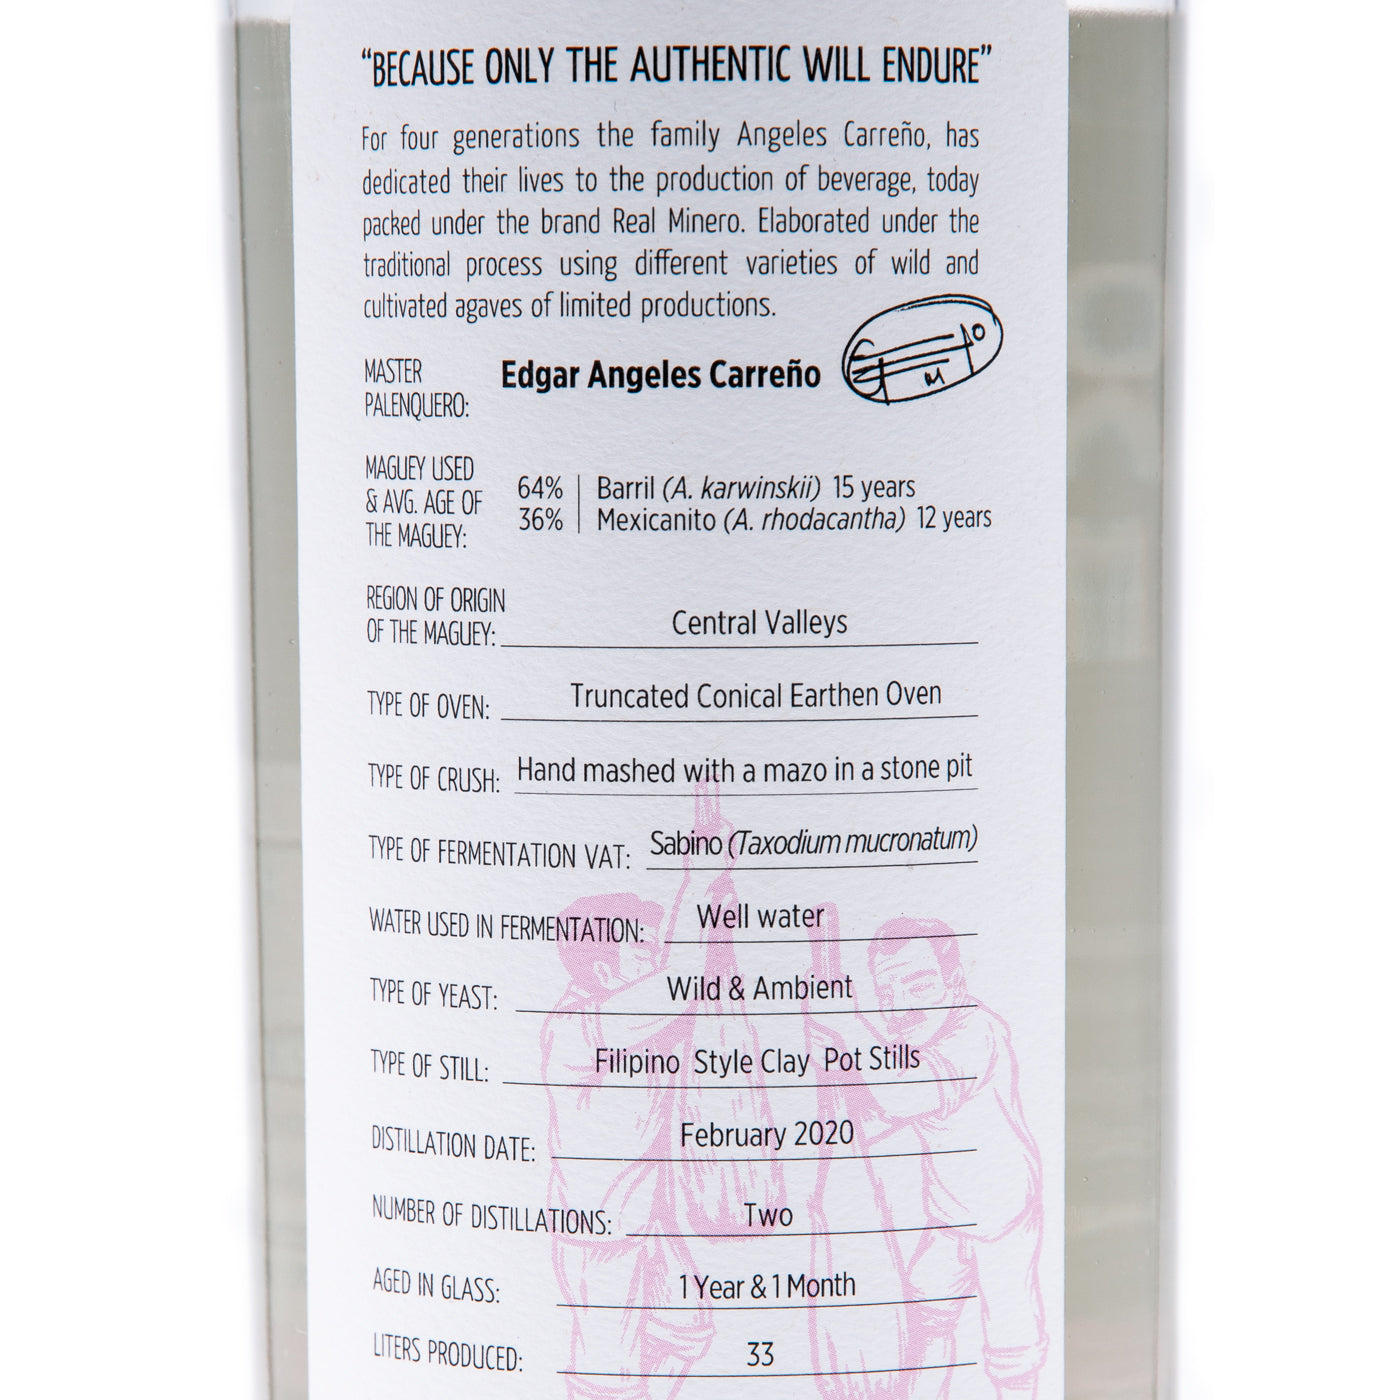 “BECAUSE ONLY THE AUTHENTIC WILL ENDURE”
For four generations the family Angeles Carreño, has
dedicated their lives to the production of beverage, today
packed under the brand Real Minero. Elaborated under the
traditional process using different varieties of wild and
cultivated agaves of limited productions.
MASTER
PALENQUERO:
Edgar Angeles Carreño
MAGUEY USED
& AVG. AGE OF
THE MAGUEY:
64% | Barril (A. karwinskii) 15 years
36% | Mexicanito (A. rhodacantha) 12 years
REGION OF ORIGIN
OF THE MAGUEY: Central Valleys
TYPE OF OVEN: Truncated Conical Earthen Oven
TYPE OF CRUSH: Hand mashed with a mazo in a stone pit
TYPE OF FERMENTATION VAT: Sabino (Taxodium mucronatum)
WATER USED IN FERMENTATION: Well water
TYPE OF YEAST: Wild & Ambient
TYPE OF STILL: Filipino Style Clay Pot Stills
DISTILLATION DATE: February 2020
NUMBER OF DISTILLATIONS: Two
AGED IN GLASS: 1 Year & 1 Month
LITERS PRODUCED: 33